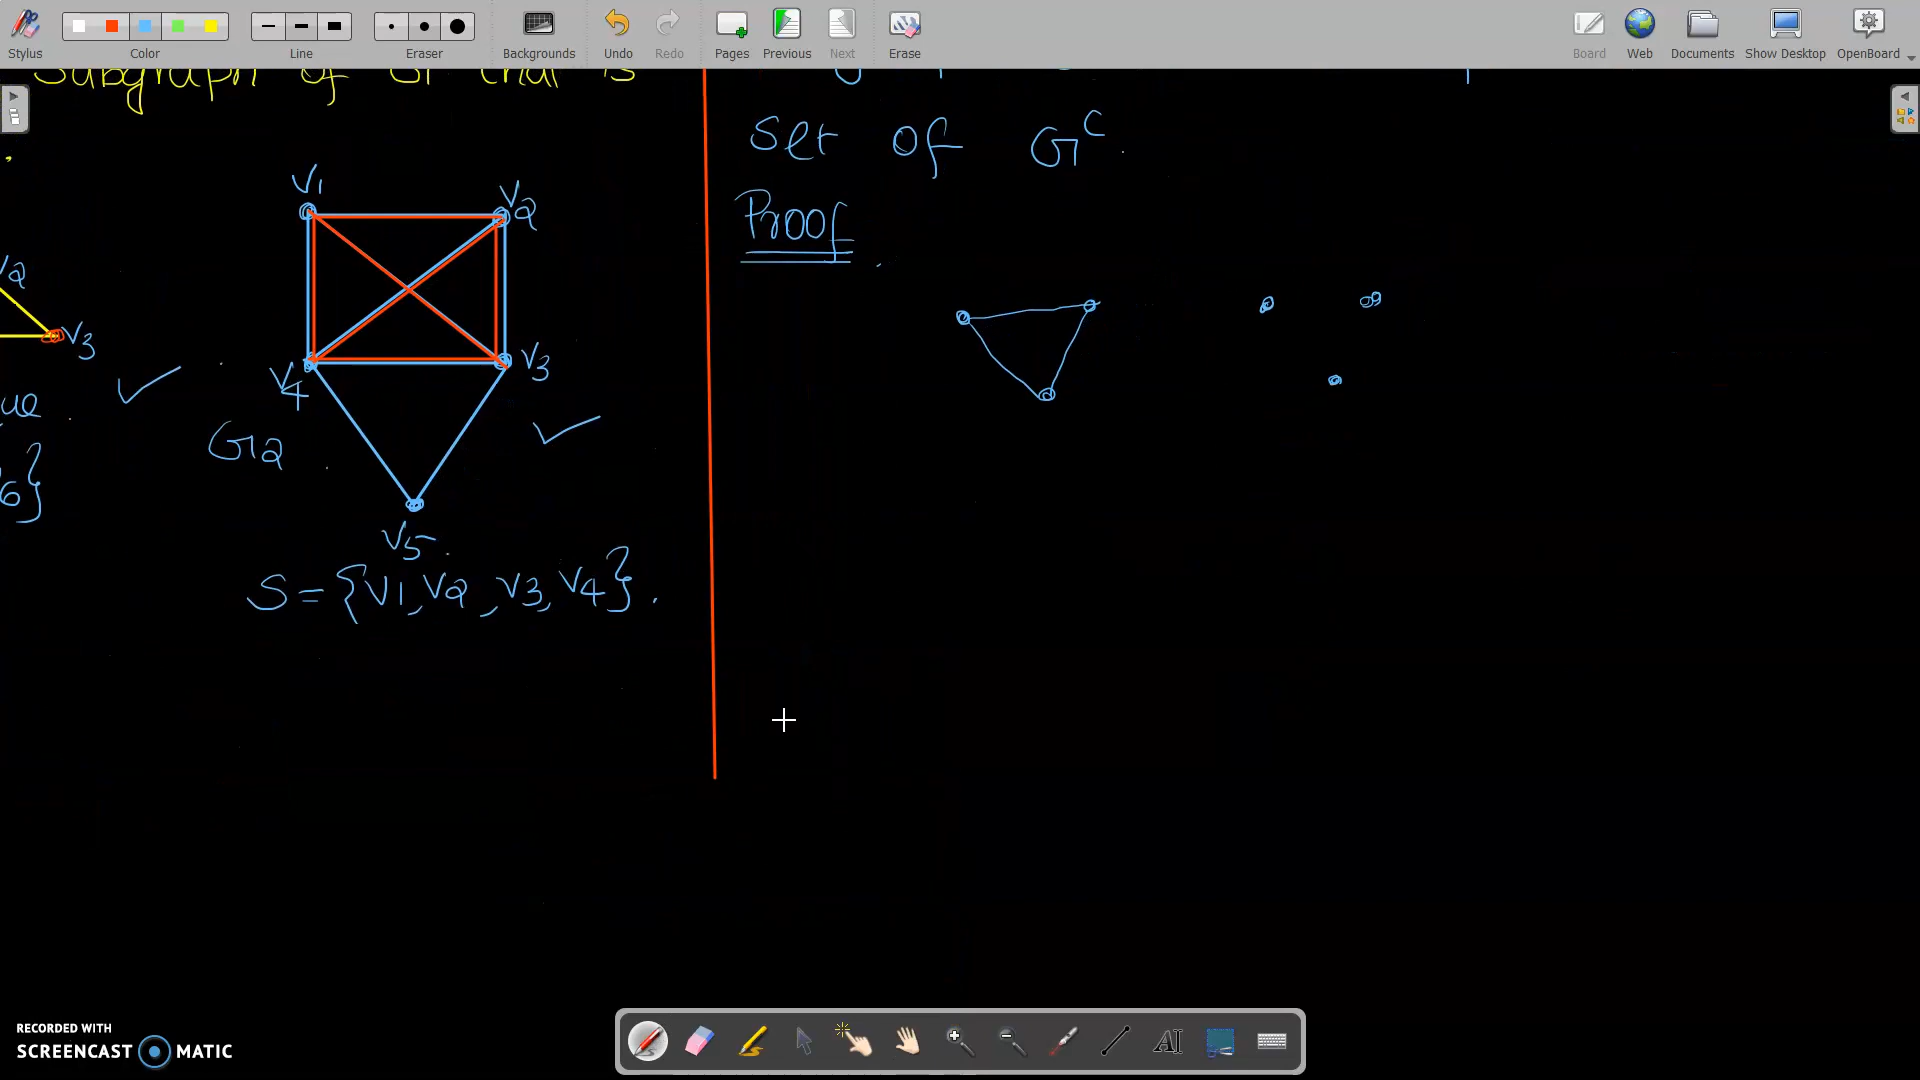 Stylus
Color
Line
Eraser
Backgrounds
Undo
Redo
Pages
Previous
Next
Erase
Board
Web
Documents
Show Desktop
OpenBoard
Subgraph of G that is
V1
V2
V4
V3
G2
V5
S = {V1, V2, V3, V4}.
V2
V3
6}
Set of G^C.
Proof
RECORDED WITH
SCREENCAST MATIC